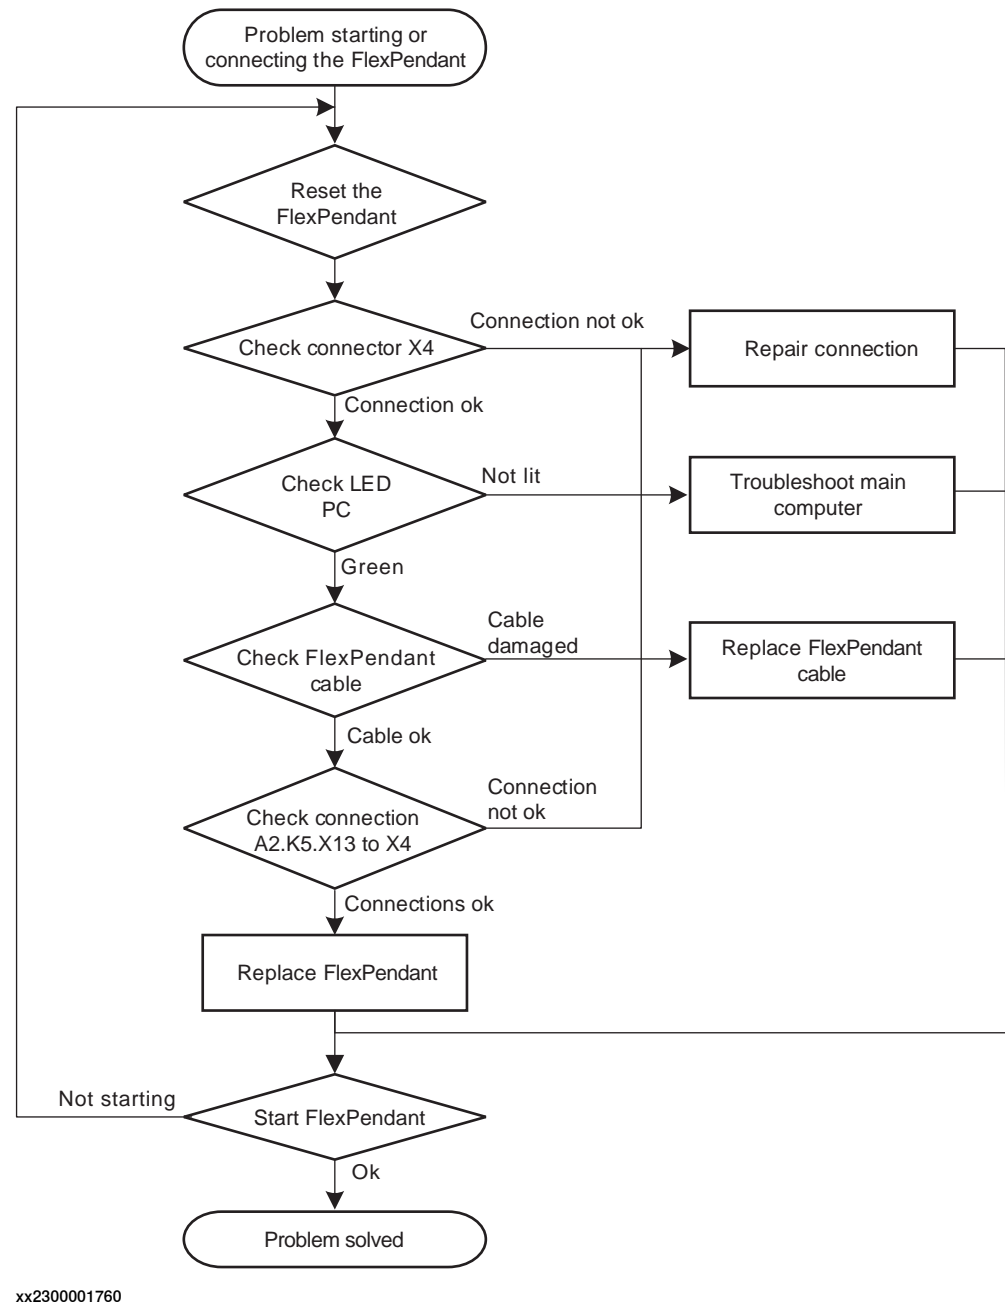 Problem starting or
connecting the FlexPendant
Reset the
FlexPendant
Connection not ok
Check connector X4
Repair connection
Connection ok
Check LED
PC
Not lit
Troubleshoot main
computer
Green
Cable
damaged
Check FlexPendant
cable
Replace FlexPendant
cable
Cable ok
Connection
not ok
Check connection
A2.K5.X13 to X4
Connections ok
Replace FlexPendant
Not starting
Start FlexPendant
Ok
Problem solved
xx2300001760